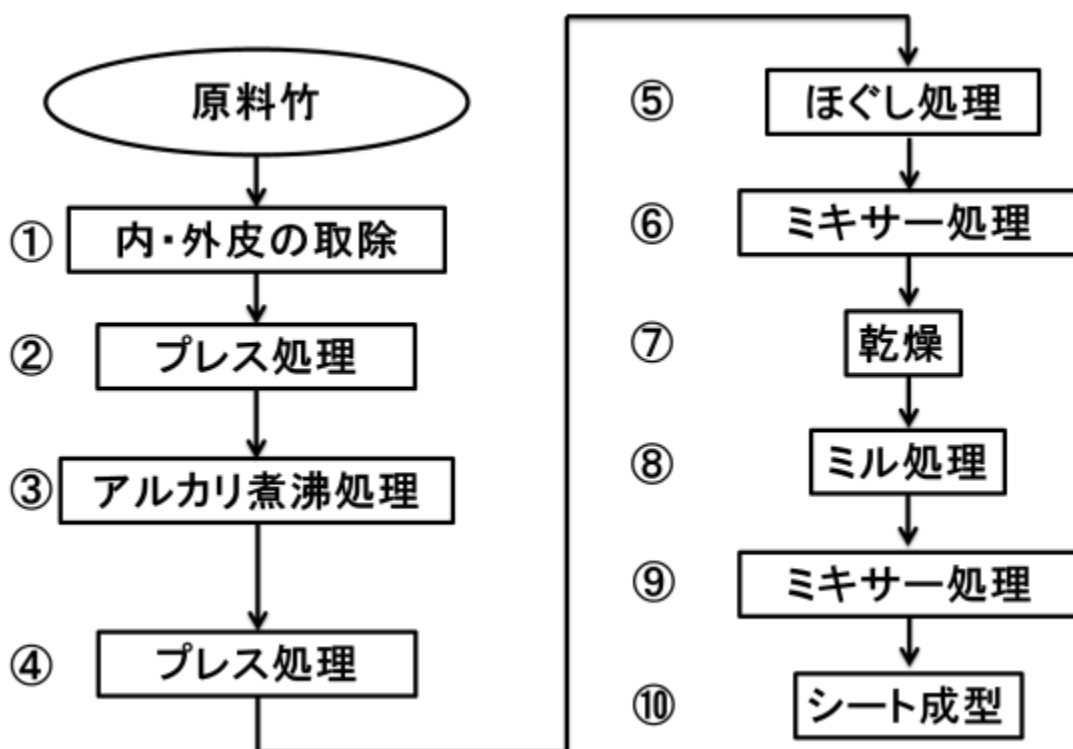 原料竹
① 内・外皮の取除
② プレス処理
③ アルカリ煮沸処理
④ プレス処理
⑤ ほぐし処理
⑥ ミキサー処理
⑦ 乾燥
⑧ ミル処理
⑨ ミキサー処理
⑩ シート成型